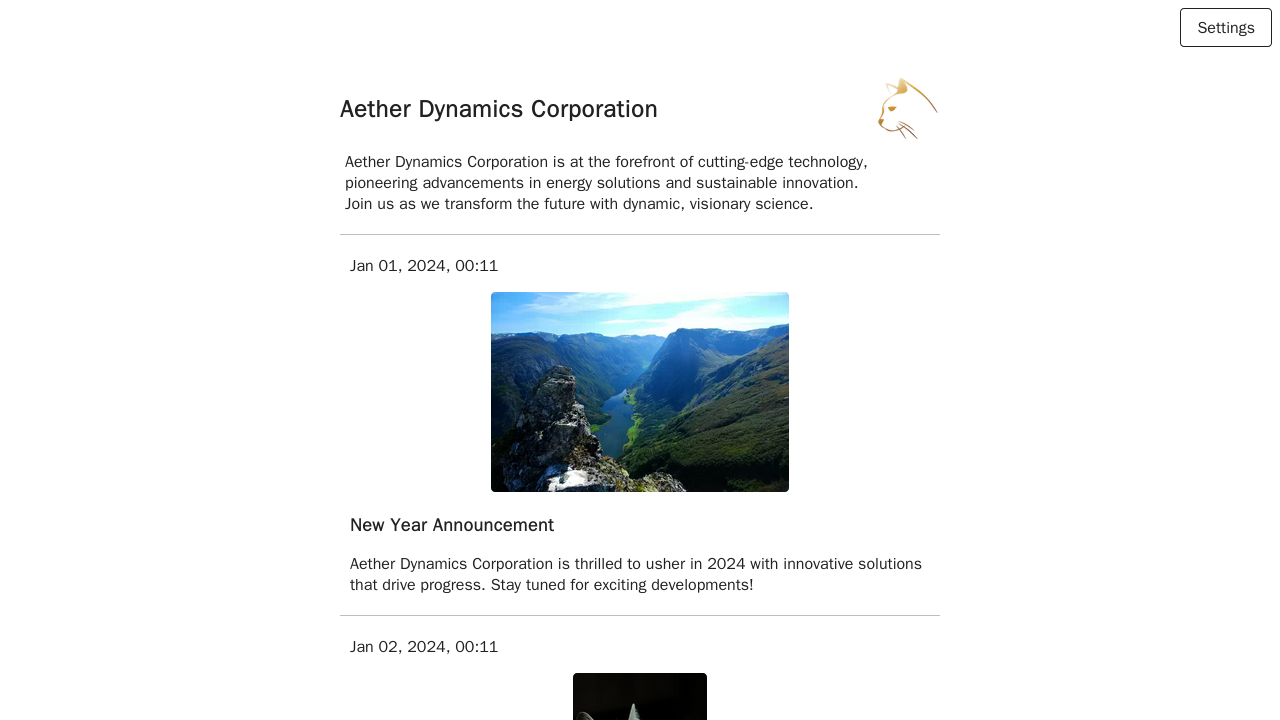 Settings
Aether Dynamics Corporation
Aether Dynamics Corporation is at the forefront of cutting-edge technology,
pioneering advancements in energy solutions and sustainable innovation.
Join us as we transform the future with dynamic, visionary science.
Jan 01, 2024, 00:11
New Year Announcement
Aether Dynamics Corporation is thrilled to usher in 2024 with innovative solutions
that drive progress. Stay tuned for exciting developments!
Jan 02, 2024, 00:11